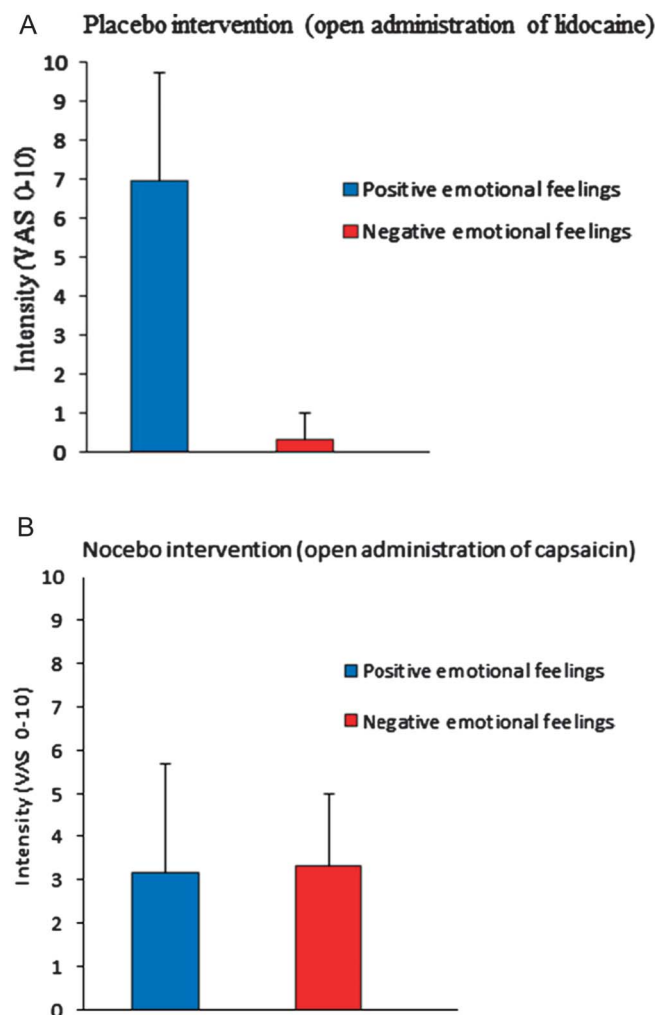 A
Placebo intervention (open administration of lidocaine)
10
9
8
7
6
5
4
3
2
1
0
Intensity (VAS 0-10)
Positive emotional feelings
Negative emotional feelings
B
Nocebo intervention (open administration of capsaicin)
10
9
8
7
6
5
4
3
2
1
0
Intensity (VAS 0-10)
Positive emotional feelings
Negative emotional feelings